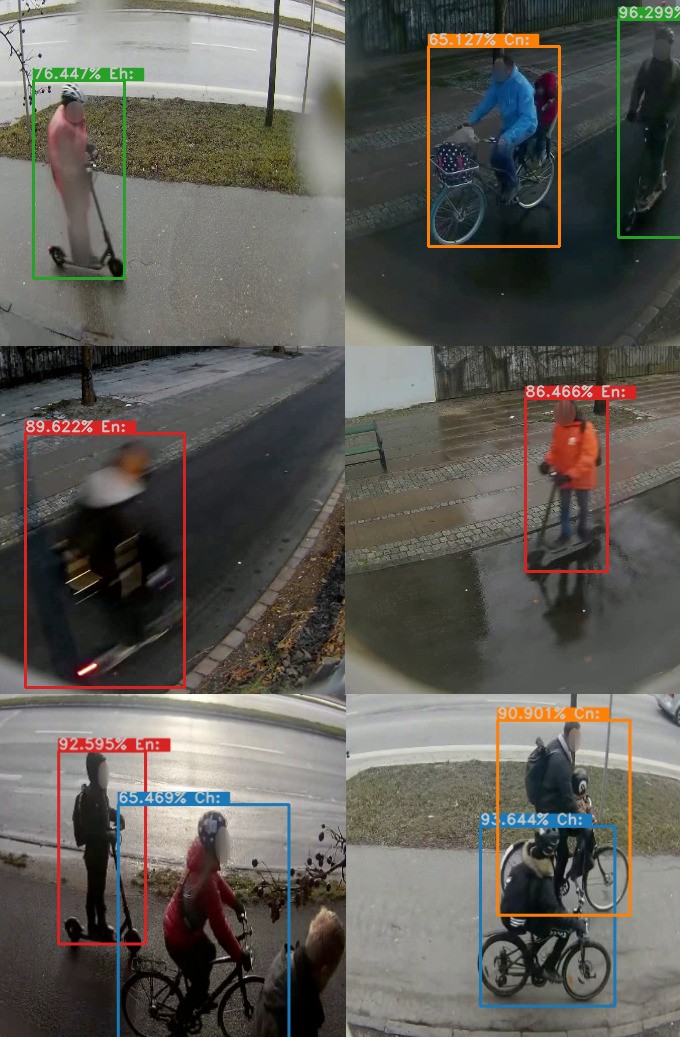 76.447% Eh:
65.127% Cn:
96.299%
89.622% En:
86.466% En:
92.595% En:
65.469% Ch:
90.901% Cn:
93.644% Ch: